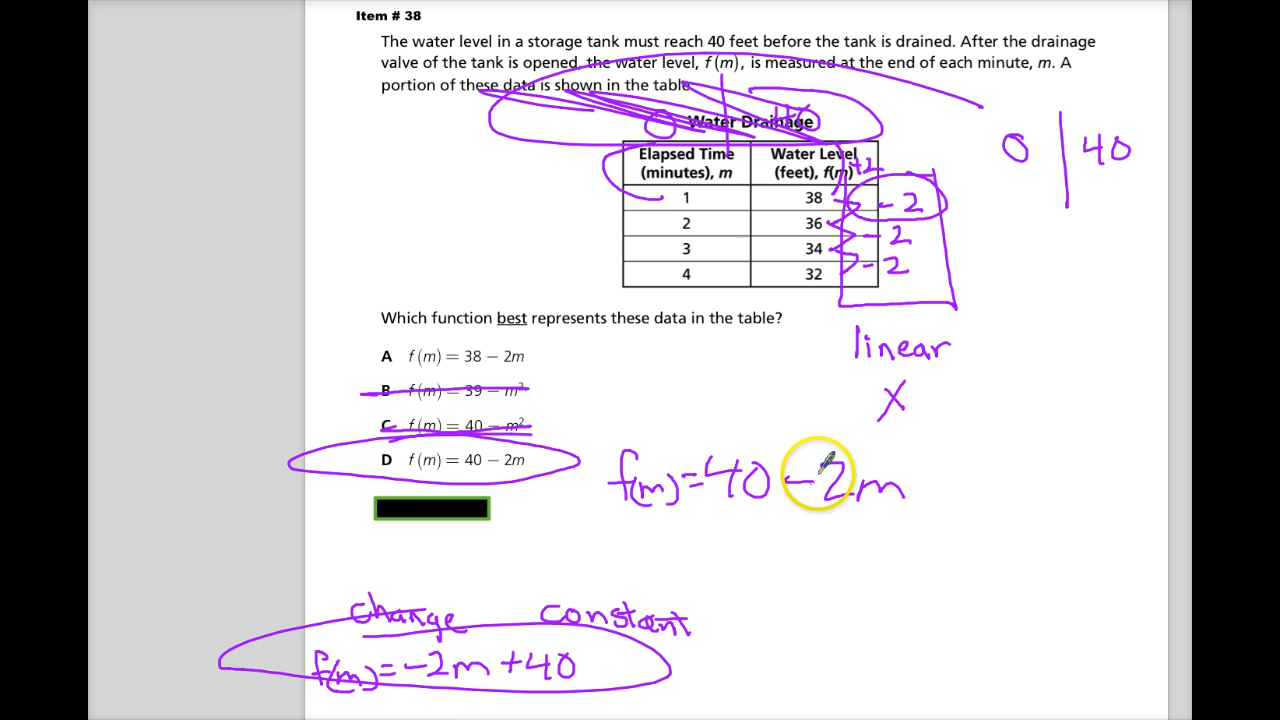 Item # 38
The water level in a storage tank must reach 40 feet before the tank is drained. After the drainage
valve of the tank is opened, the water level, f (m), is measured at the end of each minute, m. A
portion of these data is shown in the table.
0 40
Water Drainage
0 | 40
Elapsed Time (minutes), m | Water Level (feet), f(m)
+2
1 38 - 2
2 36 - 2
3 34 - 2
4 32
Which function best represents these data in the table?
linear
A f (m) = 38 – 2m
B f (m) = 39 – m²
x
C f (m) = 40 – m²
D f (m) = 40 – 2m
f(m)=40-2m
change constant
f(m)=-2m+40